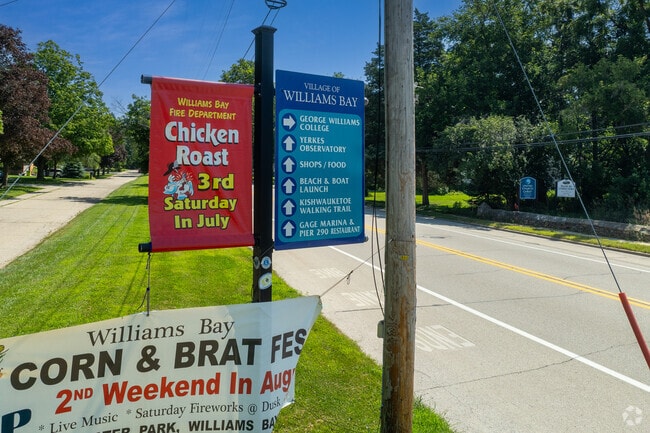 WILLIAMS BAY
FIRE DEPARTMENT
Chicken
Roast
3rd
Saturday
In July
VILLAGE OF
WILLIAMS BAY
GEORGE WILLIAMS
COLLEGE
YERKES
OBSERVATORY
SHOPS / FOOD
BEACH & BOAT
LAUNCH
KISHWAUKETOE
WALKING TRAIL
GAGE MARINA &
PIER 290 RESTAURANT
Williams Bay
CORN & BRAT FES
2ND Weekend In Aug
* Live Music * Saturday Fireworks @ Dusk
PARK, WILLIAMS BAY